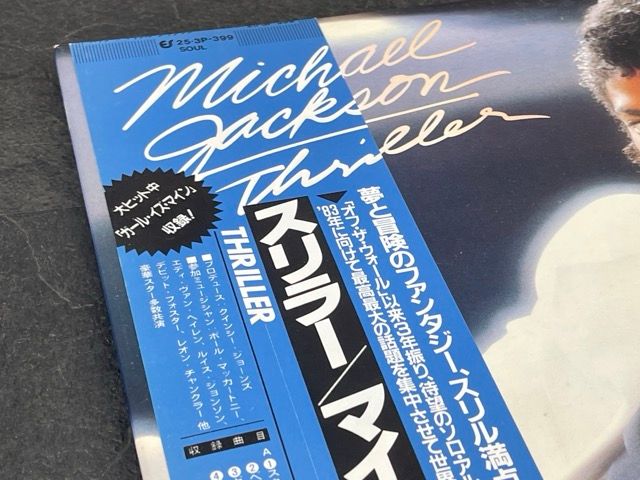 25・3P-399
SOUL
Michael
Jackson
Thriller
大ヒット中
「ガール・イズ・マイン」
収録!
THRILLER
スリラー/マイ
夢と冒険のファンタジー、スリル満点
「オフ・ザ・ウォール」以来3年振り、待望のソロ・アル
'83年に向けて最高最大の話題を集中させて世界
■プロデュース・クインシー・ジョーンズ
■参加ミュージシャン・ポール・マッカートニー、
エディ・ヴァン・ヘイレン、ルイス・ジョンソン、
デビット・フォスター、レオン・チャンクラー 他
豪華スター多数共演
収録曲目
A
①ス
②ベ
③
④